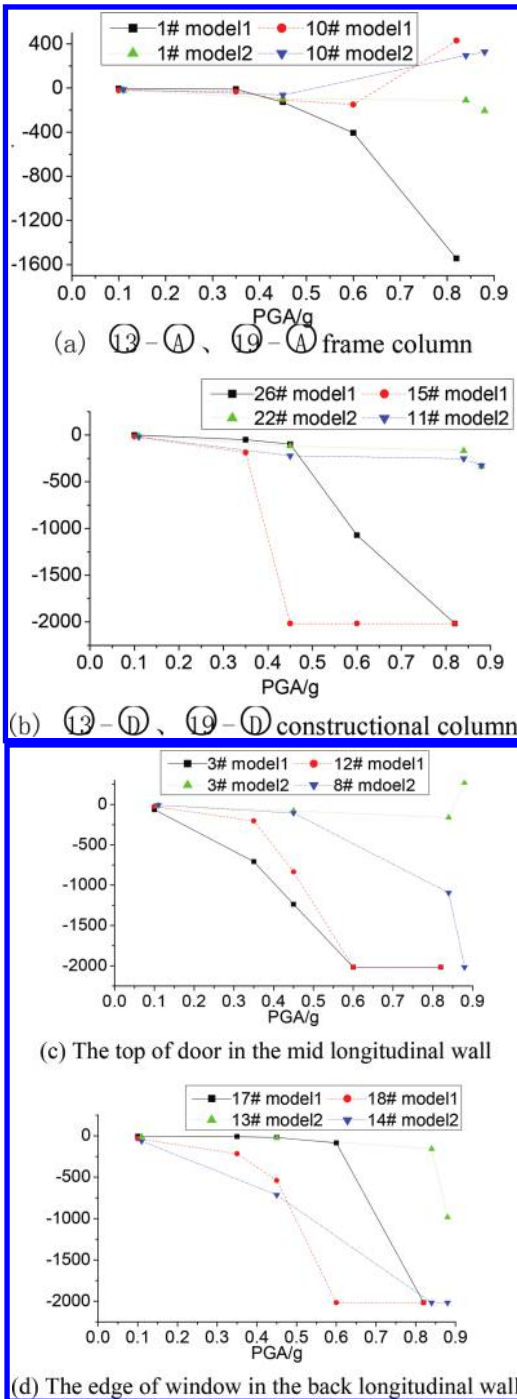 1# model1 10# model1
1# model2 10# model2
400
0
-400
-800
-1200
-1600
0.0 0.1 0.2 0.3 0.4 0.5 0.6 0.7 0.8 0.9
PGA/g
(a) ⑬-Ⓐ、⑲-Ⓐ frame column
26# model1 15# model1
22# model2 11# model2
0
-500
-1000
-1500
-2000
0.0 0.1 0.2 0.3 0.4 0.5 0.6 0.7 0.8 0.9
PGA/g
(b) ⑬-Ⓓ、⑲-Ⓓ constructional column
3# model1 12# model1
3# model2 8# mdoel2
0
-500
-1000
-1500
-2000
0.0 0.1 0.2 0.3 0.4 0.5 0.6 0.7 0.8 0.9
PGA/g
(c) The top of door in the mid longitudinal wall
17# model1 18# model1
13# model2 14# model2
0
-500
-1000
-1500
-2000
0.0 0.1 0.2 0.3 0.4 0.5 0.6 0.7 0.8 0.9
PGA/g
(d) The edge of window in the back longitudinal wall